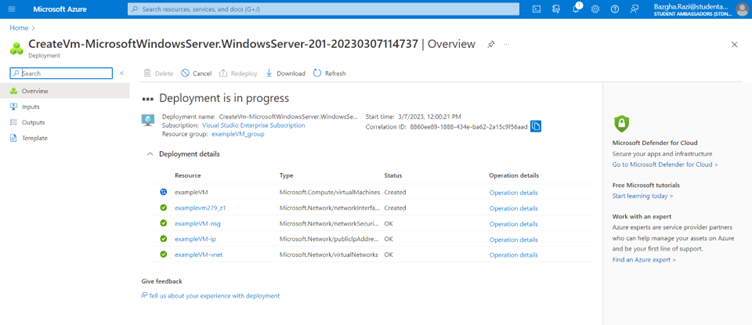 Microsoft Azure
Search resources, services, and docs (G+/)
1
Bazgha.Razi@studenta...
STUDENT AMBASSADORS (STON...
Home >
CreateVm-MicrosoftWindowsServer.WindowsServer-201-20230307114737 | Overview
Deployment
Search
Delete
Cancel
Redeploy
Download
Refresh
Overview
Inputs
Outputs
Template
Deployment is in progress
Deployment name: CreateVm-MicrosoftWindowsServer.WindowsSe...
Start time: 3/7/2023, 12:00:21 PM
Subscription: Visual Studio Enterprise Subscription
Correlation ID: 8860ee89-1888-434e-ba62-2a15c9f56aad
Resource group: exampleVM_group
Deployment details
Resource Type Status Operation details
exampleVM Microsoft.Compute/virtualMachines Created Operation details
examplevm279_z1 Microsoft.Network/networkInterfa... Created Operation details
exampleVM-nsg Microsoft.Network/networkSecuri... OK Operation details
exampleVM-ip Microsoft.Network/publicIpAddre... OK Operation details
exampleVM-vnet Microsoft.Network/virtualNetworks OK Operation details
Give feedback
Tell us about your experience with deployment
Microsoft Defender for Cloud
Secure your apps and infrastructure
Go to Microsoft Defender for Cloud >
Free Microsoft tutorials
Start learning today >
Work with an expert
Azure experts are service provider partners
who can help manage your assets on Azure
and be your first line of support.
Find an Azure expert >